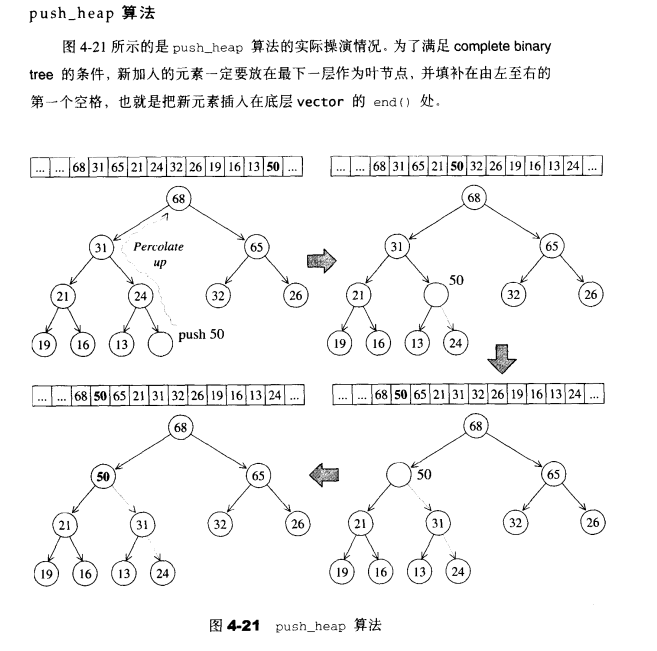 push_heap 算法
图 4-21 所示的是 push_heap 算法的实际操演情况。为了满足 complete binary
tree 的条件，新加入的元素一定要放在最下一层作为叶节点，并填补在由左至右的
第一个空格，也就是把新元素插入在底层 vector 的 end() 处。
... ... 68 31 65 21 24 32 26 19 16 13 50 ...
68
31 Percolate 65
up
21 24 32 26
19 16 13 push 50
... ... 68 31 65 21 50 32 26 19 16 13 24 ...
68
31 65
21 50 32 26
19 16 13 24
... ... 68 50 65 21 31 32 26 19 16 13 24 ...
68
50 65
21 31 32 26
19 16 13 24
... ... 68 50 65 21 31 32 26 19 16 13 24 ...
68
50 65
21 31 32 26
19 16 13 24
图 4-21 push_heap 算法